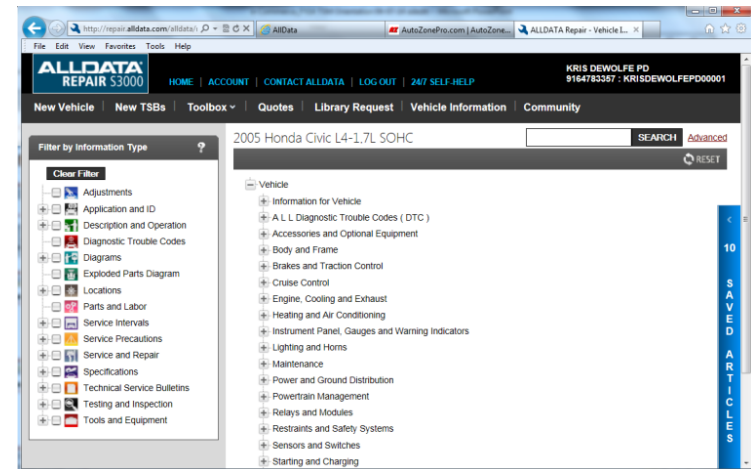 http://repair.alldata.com/alldata/i
AllData
AutoZonePro.com | AutoZone...
ALLDATA Repair - Vehicle I...
File Edit View Favorites Tools Help
ALLDATA
REPAIR S3000
HOME | ACCOUNT | CONTACT ALLDATA | LOG OUT | 24/7 SELF-HELP
KRIS DEWOLFE PD
9164783357 : KRISDEWOLFEPD00001
New Vehicle | New TSBs | Toolbox | Quotes | Library Request | Vehicle Information | Community
Filter by Information Type ?
Clear Filter
Adjustments
Application and ID
Description and Operation
Diagnostic Trouble Codes
Diagrams
Exploded Parts Diagram
Locations
Parts and Labor
Service Intervals
Service Precautions
Service and Repair
Specifications
Technical Service Bulletins
Testing and Inspection
Tools and Equipment
2005 Honda Civic L4-1.7L SOHC
SEARCH
Advanced
RESET
Vehicle
Information for Vehicle
A L L Diagnostic Trouble Codes ( DTC )
Accessories and Optional Equipment
Body and Frame
Brakes and Traction Control
Cruise Control
Engine, Cooling and Exhaust
Heating and Air Conditioning
Instrument Panel, Gauges and Warning Indicators
Lighting and Horns
Maintenance
Power and Ground Distribution
Powertrain Management
Relays and Modules
Restraints and Safety Systems
Sensors and Switches
Starting and Charging
10 SAVED ARTICLES